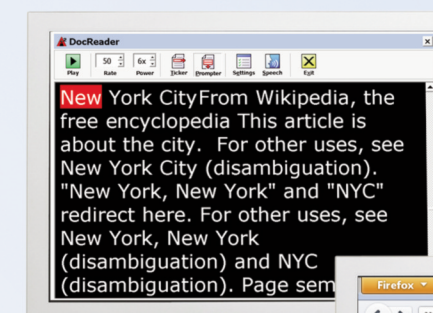 DocReader
50
6x
Play
Rate
Power
Ticker
Prompter
Settings
Speech
Exit
New York CityFrom Wikipedia, the
free encyclopedia This article is
about the city.  For other uses, see
New York City (disambiguation).
"New York, New York" and "NYC"
redirect here. For other uses, see
New York, New York
(disambiguation) and NYC
(disambiguation). Page sem
Firefox